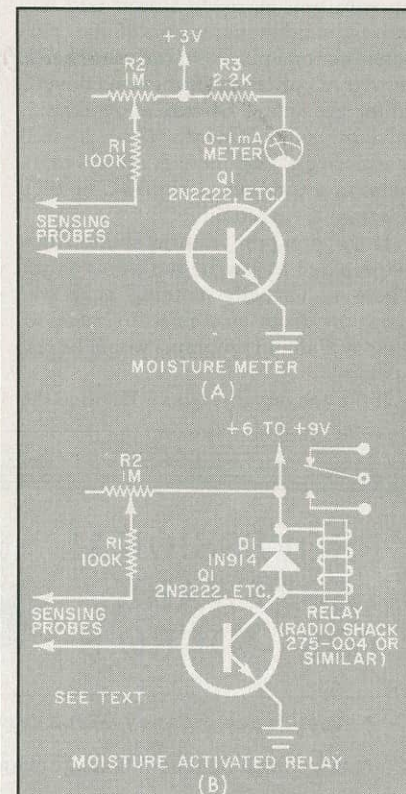 +3V
R2
1M
R3
2.2K
R1
100K
0-1mA
METER
Q1
2N2222, ETC.
SENSING
PROBES
MOISTURE METER
(A)
+6 TO +9V
R2
1M
R1
100K
D1
1N914
Q1
2N2222, ETC.
SENSING
PROBES
RELAY
(RADIO SHACK
275-004 OR
SIMILAR)
SEE TEXT
MOISTURE ACTIVATED RELAY
(B)